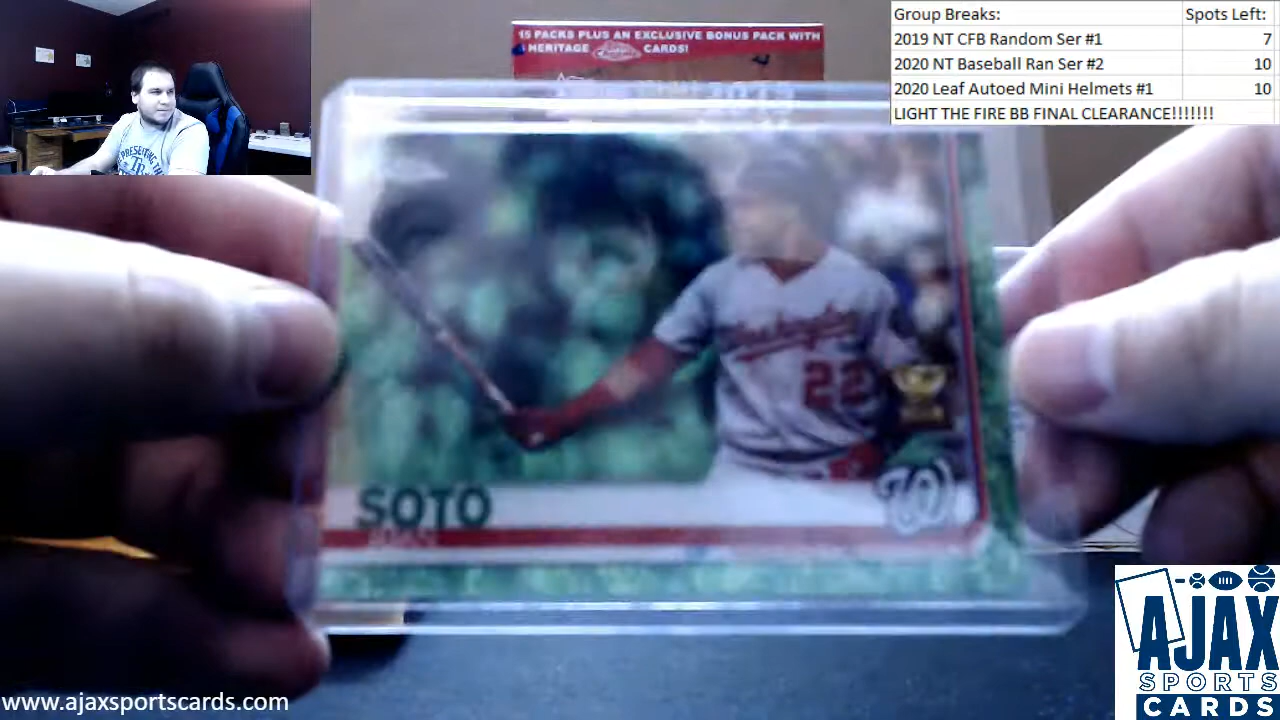 Group Breaks: Spots Left:
2019 NT CFB Random Ser #1 7
2020 NT Baseball Ran Ser #2 10
2020 Leaf Autoed Mini Helmets #1 10
LIGHT THE FIRE BB FINAL CLEARANCE!!!!!!!
15 PACKS PLUS AN EXCLUSIVE BONUS PACK WITH
HERITAGE Chrome CARDS!
Washington
22
W
SOTO
AJAX
SPORTS
CARDS
www.ajaxsportscards.com